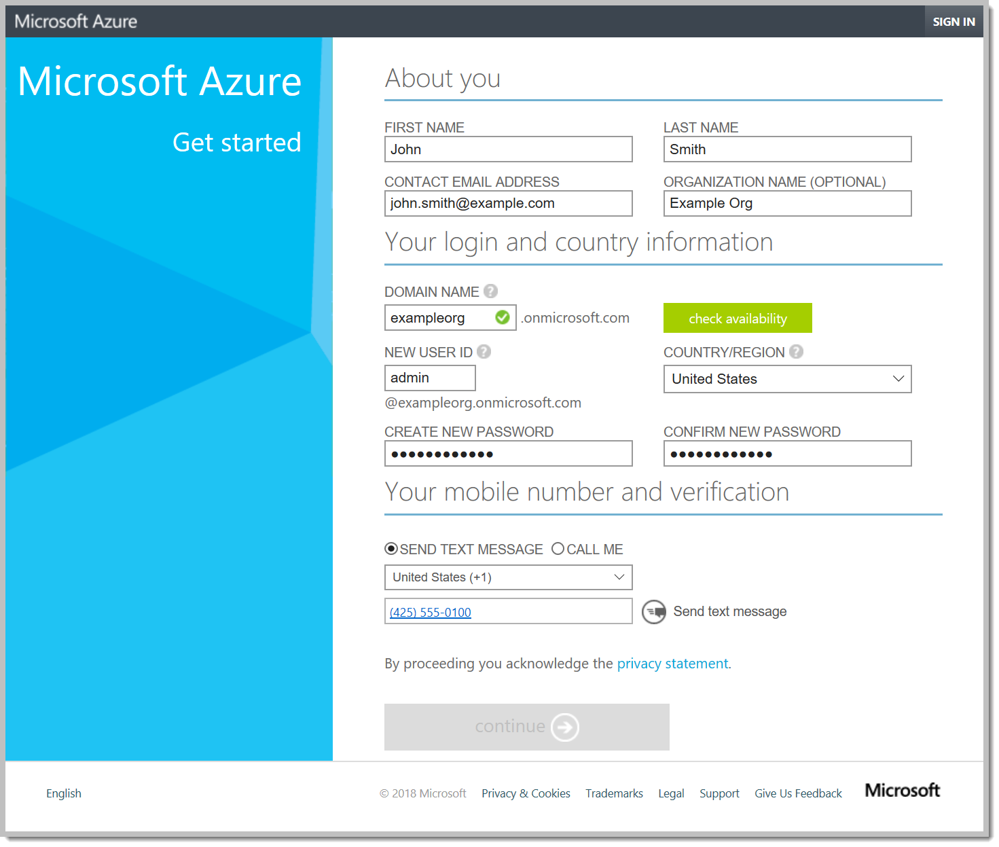 Microsoft Azure
SIGN IN
Microsoft Azure
Get started
About you
FIRST NAME
LAST NAME
John
Smith
CONTACT EMAIL ADDRESS
ORGANIZATION NAME (OPTIONAL)
john.smith@example.com
Example Org
Your login and country information
DOMAIN NAME ?
exampleorg
.onmicrosoft.com
check availability
NEW USER ID ?
COUNTRY/REGION ?
admin
United States
@exampleorg.onmicrosoft.com
CREATE NEW PASSWORD
CONFIRM NEW PASSWORD
●●●●●●●●●●●●
●●●●●●●●●●●●
Your mobile number and verification
SEND TEXT MESSAGE
CALL ME
United States (+1)
(425) 555-0100
Send text message
By proceeding you acknowledge the privacy statement.
continue
English
© 2018 Microsoft
Privacy & Cookies
Trademarks
Legal
Support
Give Us Feedback
Microsoft